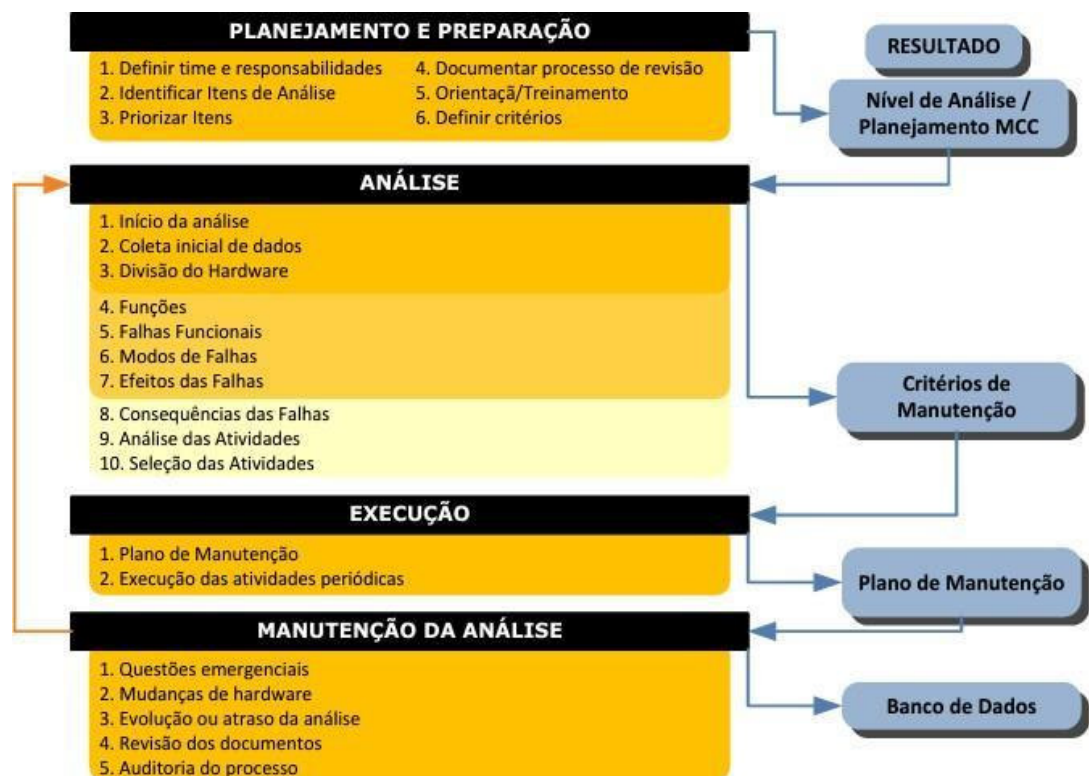 PLANEJAMENTO E PREPARAÇÃO
1. Definir time e responsabilidades
2. Identificar Itens de Análise
3. Priorizar Itens
4. Documentar processo de revisão
5. Orientaçã/Treinamento
6. Definir critérios
RESULTADO
Nível de Análise /
Planejamento MCC
ANÁLISE
1. Início da análise
2. Coleta inicial de dados
3. Divisão do Hardware
4. Funções
5. Falhas Funcionais
6. Modos de Falhas
7. Efeitos das Falhas
8. Consequências das Falhas
9. Análise das Atividades
10. Seleção das Atividades
Critérios de
Manutenção
EXECUÇÃO
1. Plano de Manutenção
2. Execução das atividades periódicas
Plano de Manutenção
MANUTENÇÃO DA ANÁLISE
1. Questões emergenciais
2. Mudanças de hardware
3. Evolução ou atraso da análise
4. Revisão dos documentos
5. Auditoria do processo
Banco de Dados